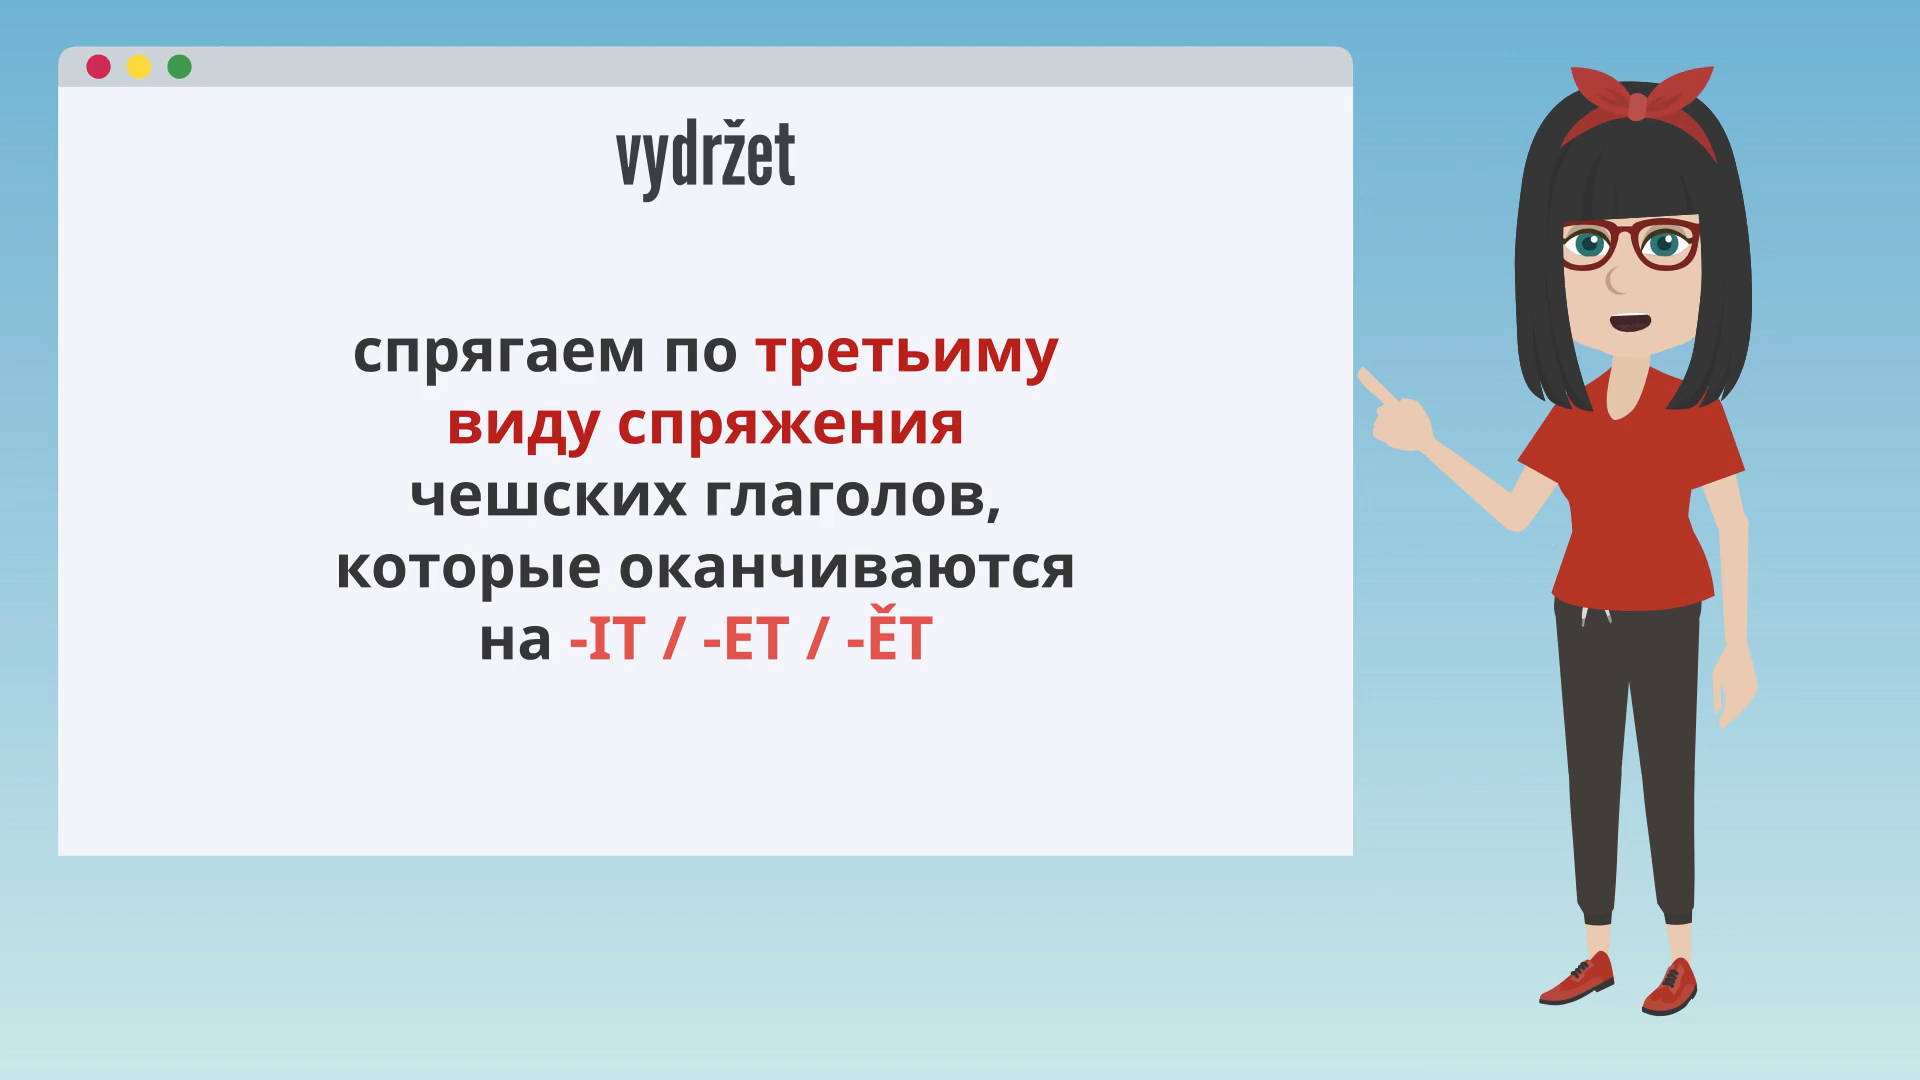 vydržet
спрягаем по третьиму
виду спряжения
чешских глаголов,
которые оканчиваются
на -IT / -ET / -ĚT